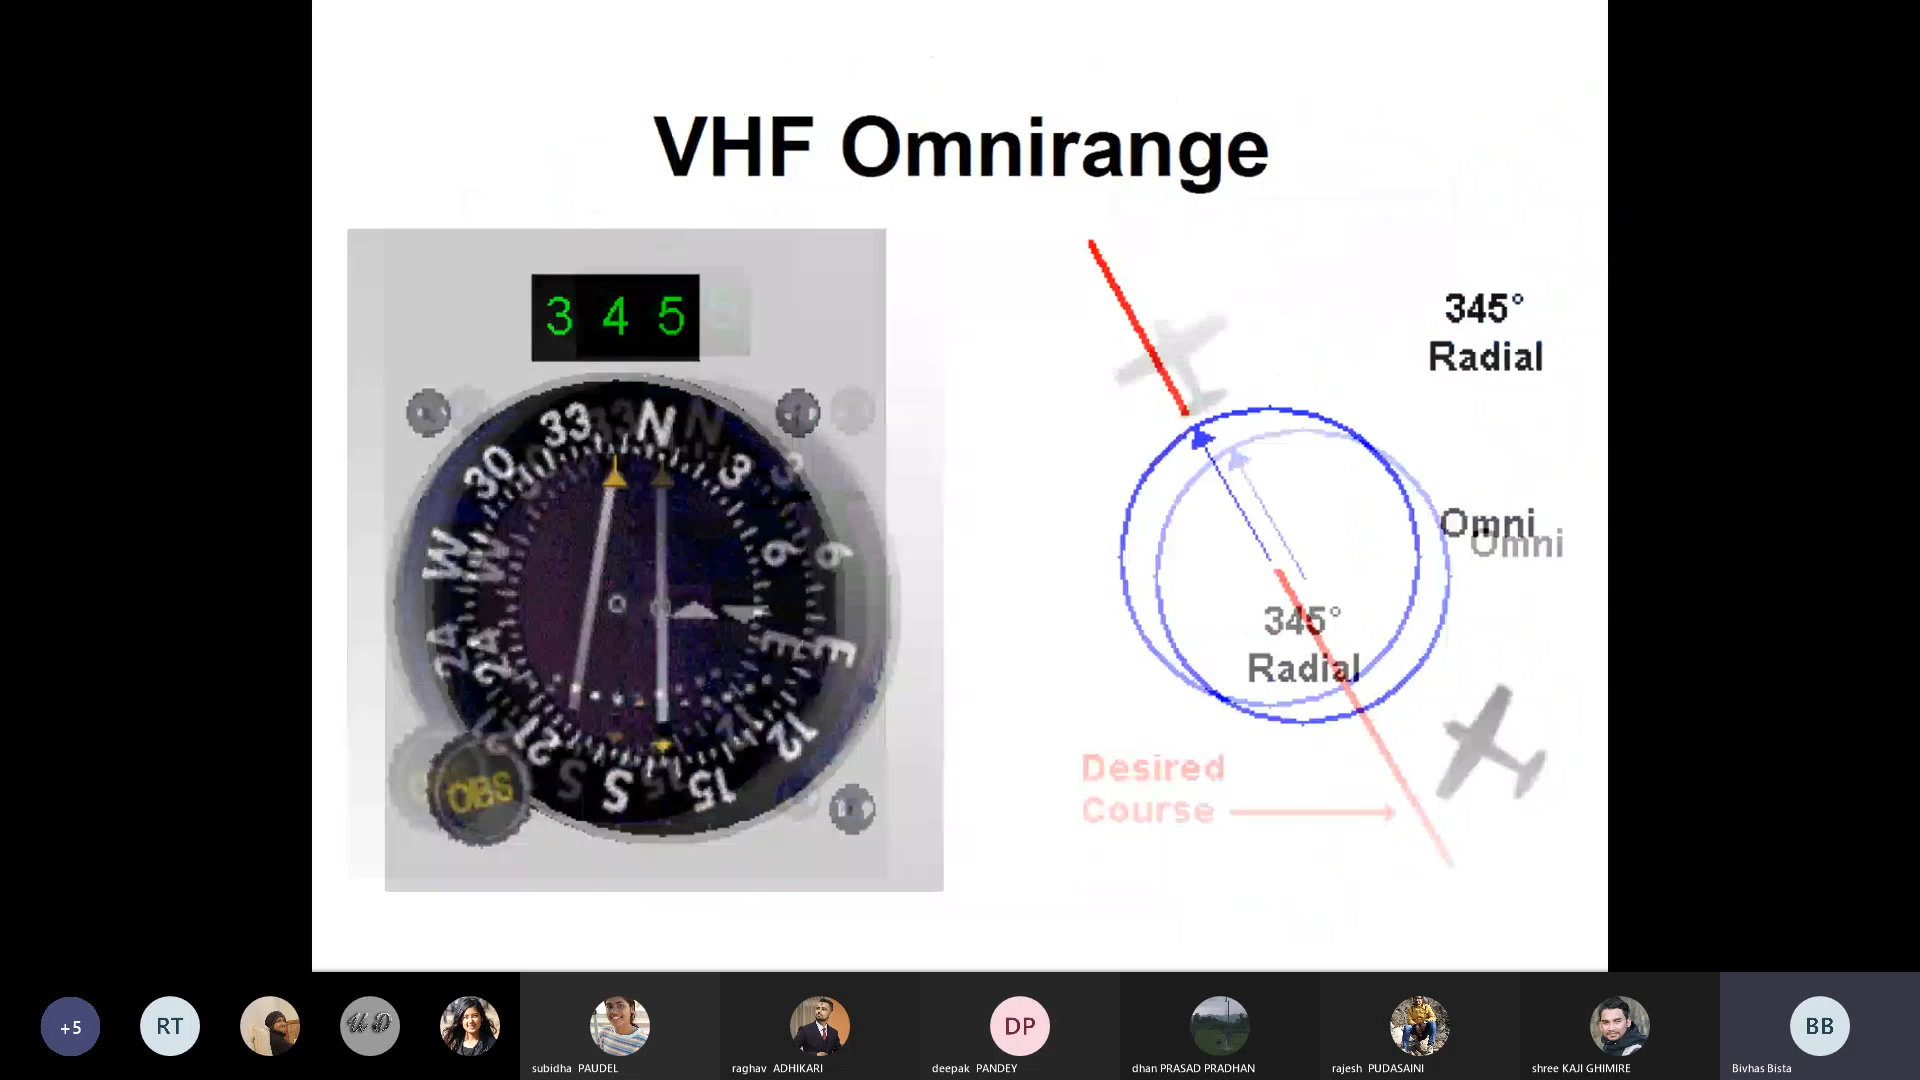 VHF Omnirange
3 4 5
33 N 3
30
W 6
24 E
21 S 15 12
OBS
345°
Radial
Omni
Omni
345°
Radial
Desired
Course
+5
RT
U D
DP
BB
subidha PAUDEL
raghav ADHIKARI
deepak PANDEY
dhan PRASAD PRADHAN
rajesh PUDASAINI
shree KAJI GHIMIRE
Bivhas Bista